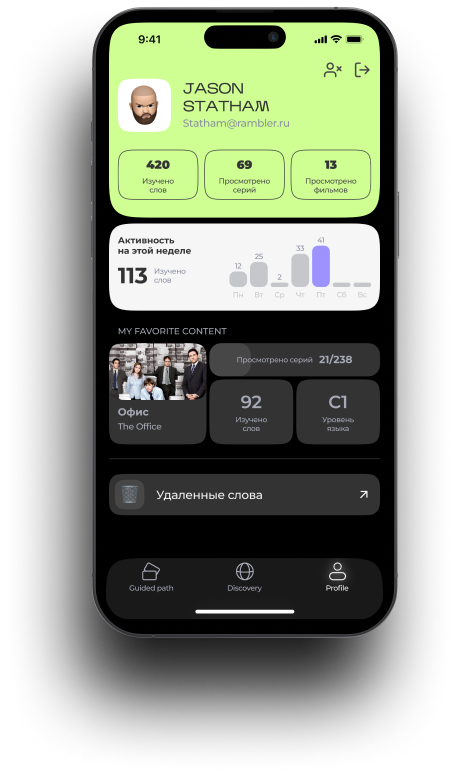 9:41
JASON
STATHAM
Statham@rambler.ru
420
Изучено
слов
69
Просмотрено
серий
13
Просмотрено
фильмов
Активность
на этой неделе
113 Изучено
слов
12 25 2 33 41
Пн Вт Ср Чт Пт Сб Вс
MY FAVORITE CONTENT
Офис
The Office
Просмотрено серий 21/238
92
Изучено
слов
C1
Уровень
языка
Удаленные слова
Guided path Discovery Profile